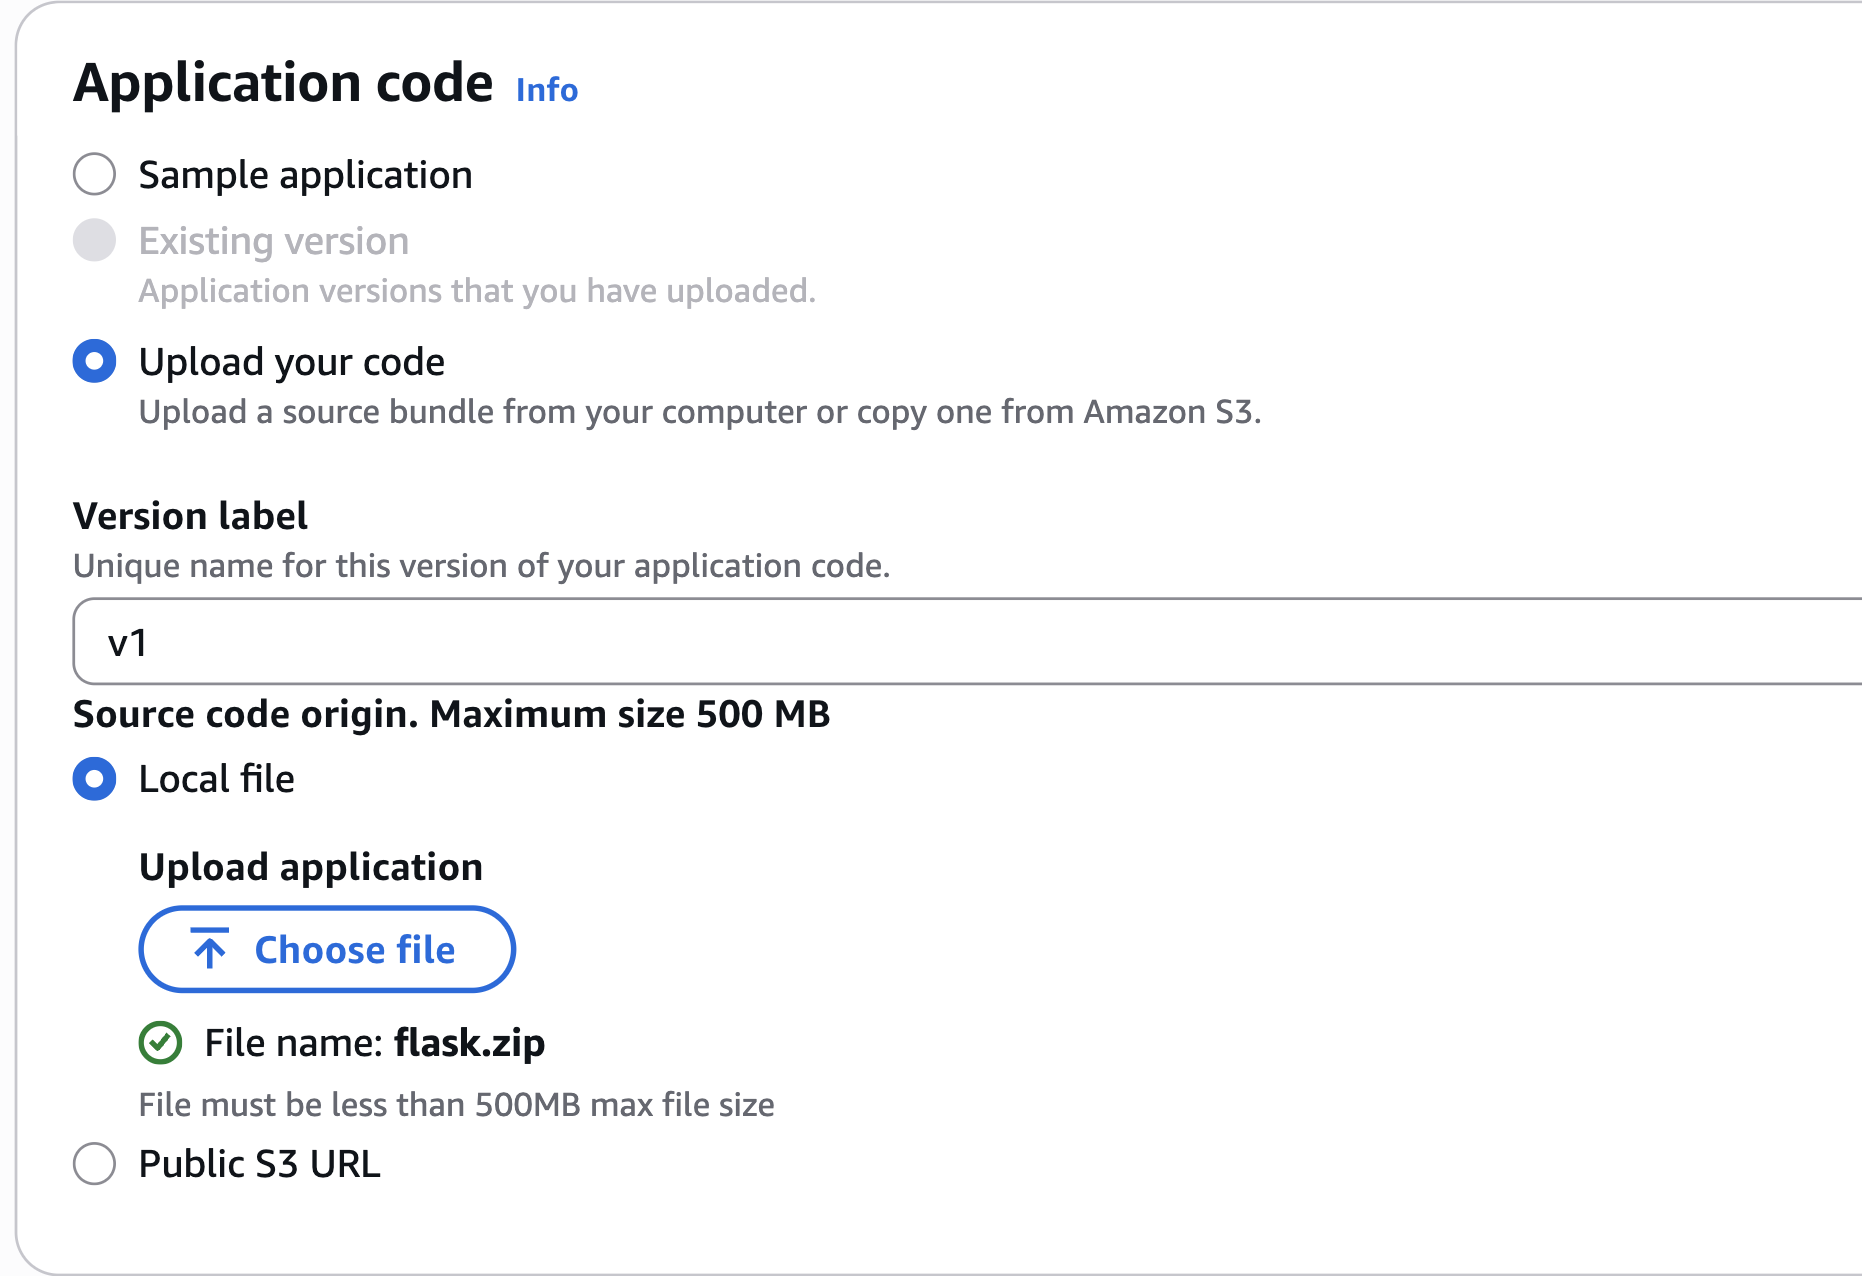 Application code Info
Sample application
Existing version
Application versions that you have uploaded.
Upload your code
Upload a source bundle from your computer or copy one from Amazon S3.
Version label
Unique name for this version of your application code.
v1
Source code origin. Maximum size 500 MB
Local file
Upload application
Choose file
File name: flask.zip
File must be less than 500MB max file size
Public S3 URL